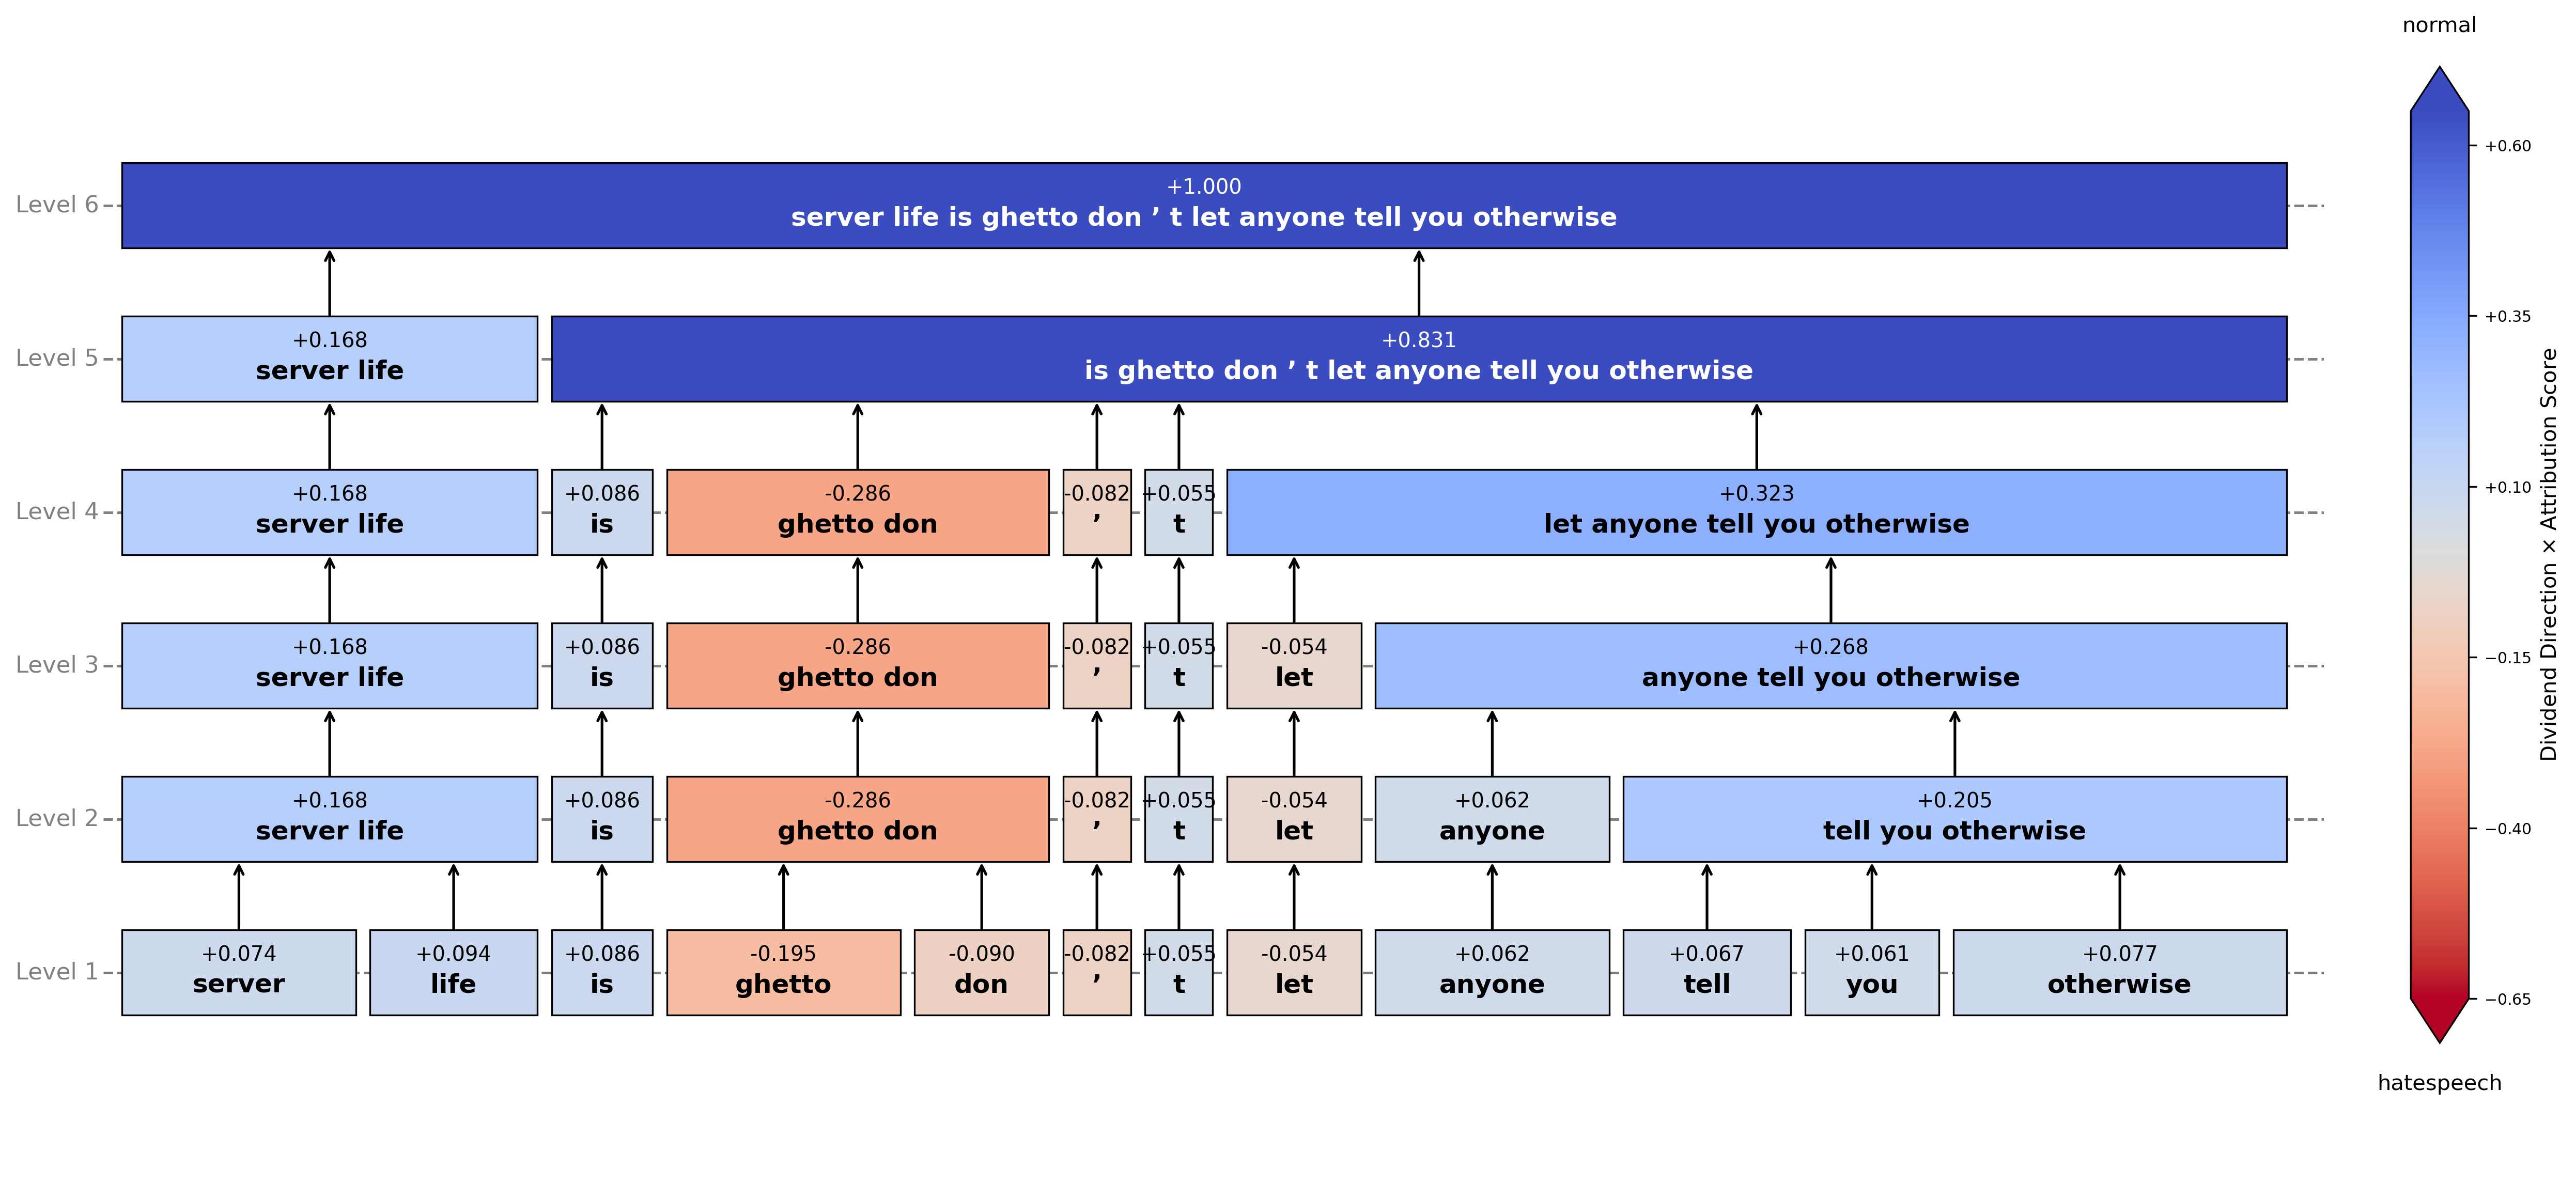 normal
Level 6
+1.000
server life is ghetto don ’ t let anyone tell you otherwise
Level 5
+0.168
server life
+0.831
is ghetto don ’ t let anyone tell you otherwise
Level 4
+0.168
server life
+0.086
is
-0.286
ghetto don
-0.082
’
+0.055
t
+0.323
let anyone tell you otherwise
Level 3
+0.168
server life
+0.086
is
-0.286
ghetto don
-0.082
’
+0.055
t
-0.054
let
+0.268
anyone tell you otherwise
Level 2
+0.168
server life
+0.086
is
-0.286
ghetto don
-0.082
’
+0.055
t
-0.054
let
+0.062
anyone
+0.205
tell you otherwise
Level 1
+0.074
server
+0.094
life
+0.086
is
-0.195
ghetto
-0.090
don
-0.082
’
+0.055
t
-0.054
let
+0.062
anyone
+0.067
tell
+0.061
you
+0.077
otherwise
+0.60
+0.35
+0.10
−0.15
−0.40
−0.65
Dividend Direction × Attribution Score
hatespeech